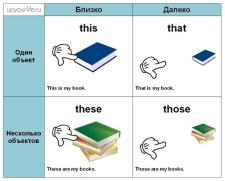 upyourlife.ru
Близко
Далеко
Один
объект
this
This is my book.
that
That is my book.
Несколько
объектов
these
These are my books.
those
Those are my books.